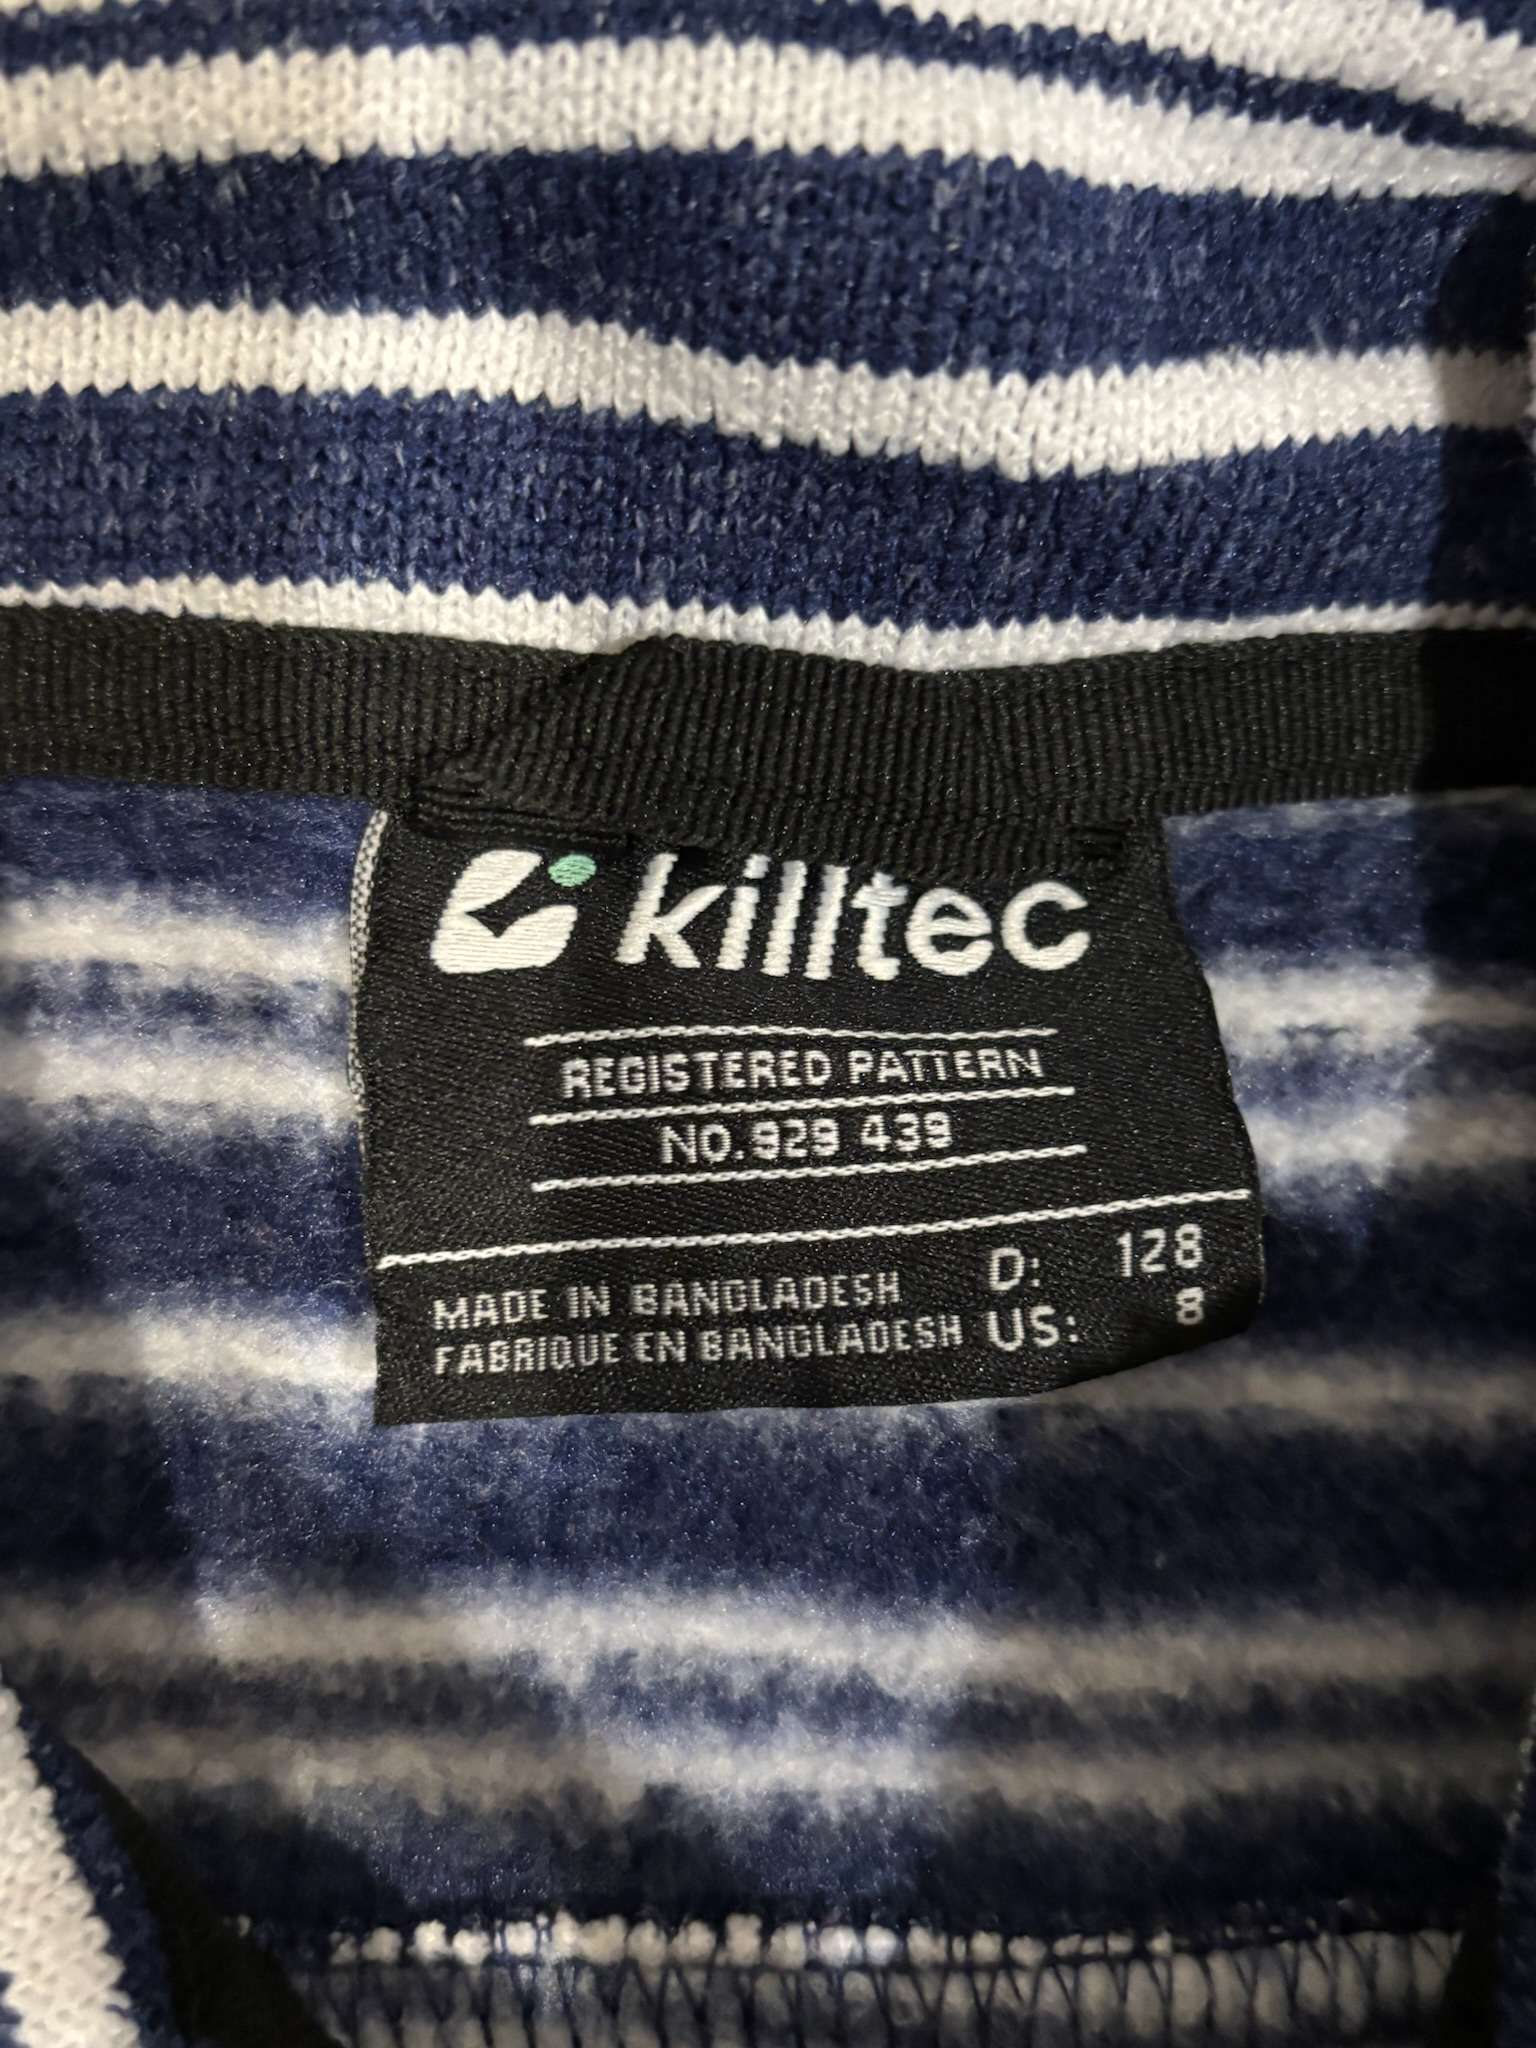 killtec
REGISTERED PATTERN
NO. 929 439
D: 128
US: 8
MADE IN BANGLADESH
FABRIQUE EN BANGLADESH